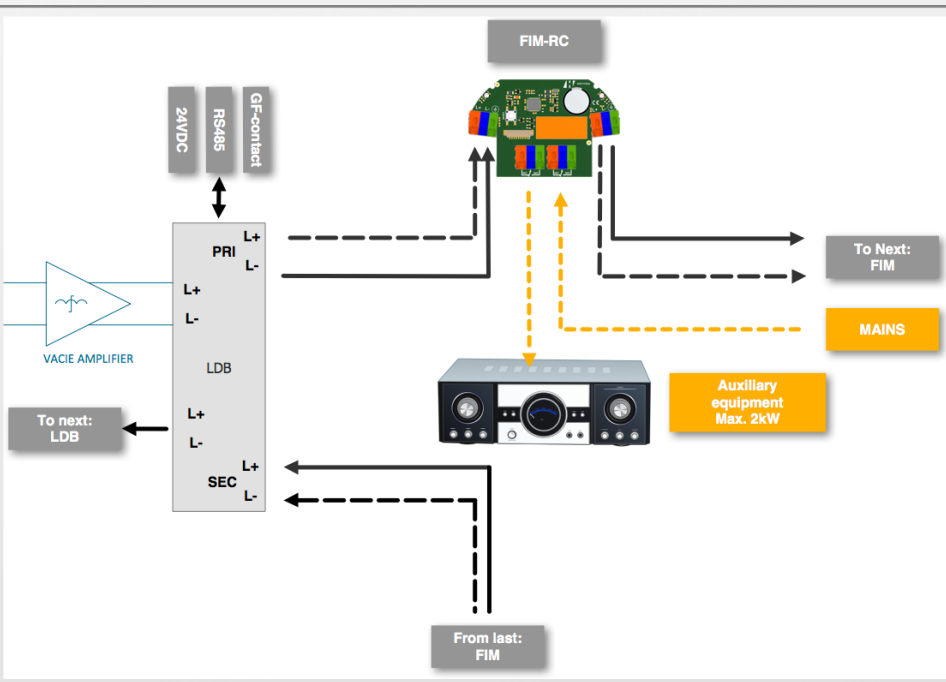 FIM-RC
24VDC
RS485
GF-contact
L+
PRI
L-
L+
L-
VACIE AMPLIFIER
LDB
To next:
LDB
L+
L-
L+
SEC
L-
To Next:
FIM
MAINS
Auxiliary
equipment
Max. 2kW
From last:
FIM